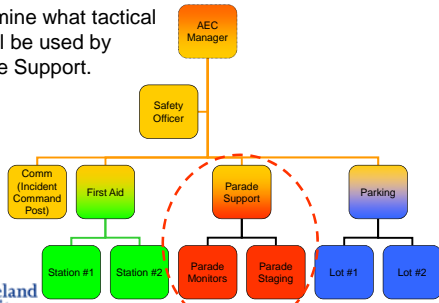 mine what tactical
l be used by
e Support.
AEC
Manager
Safety
Officer
Comm
(Incident
Command
Post)
First Aid
Parade
Support
Parking
Station #1
Station #2
Parade
Monitors
Parade
Staging
Lot #1
Lot #2
eland